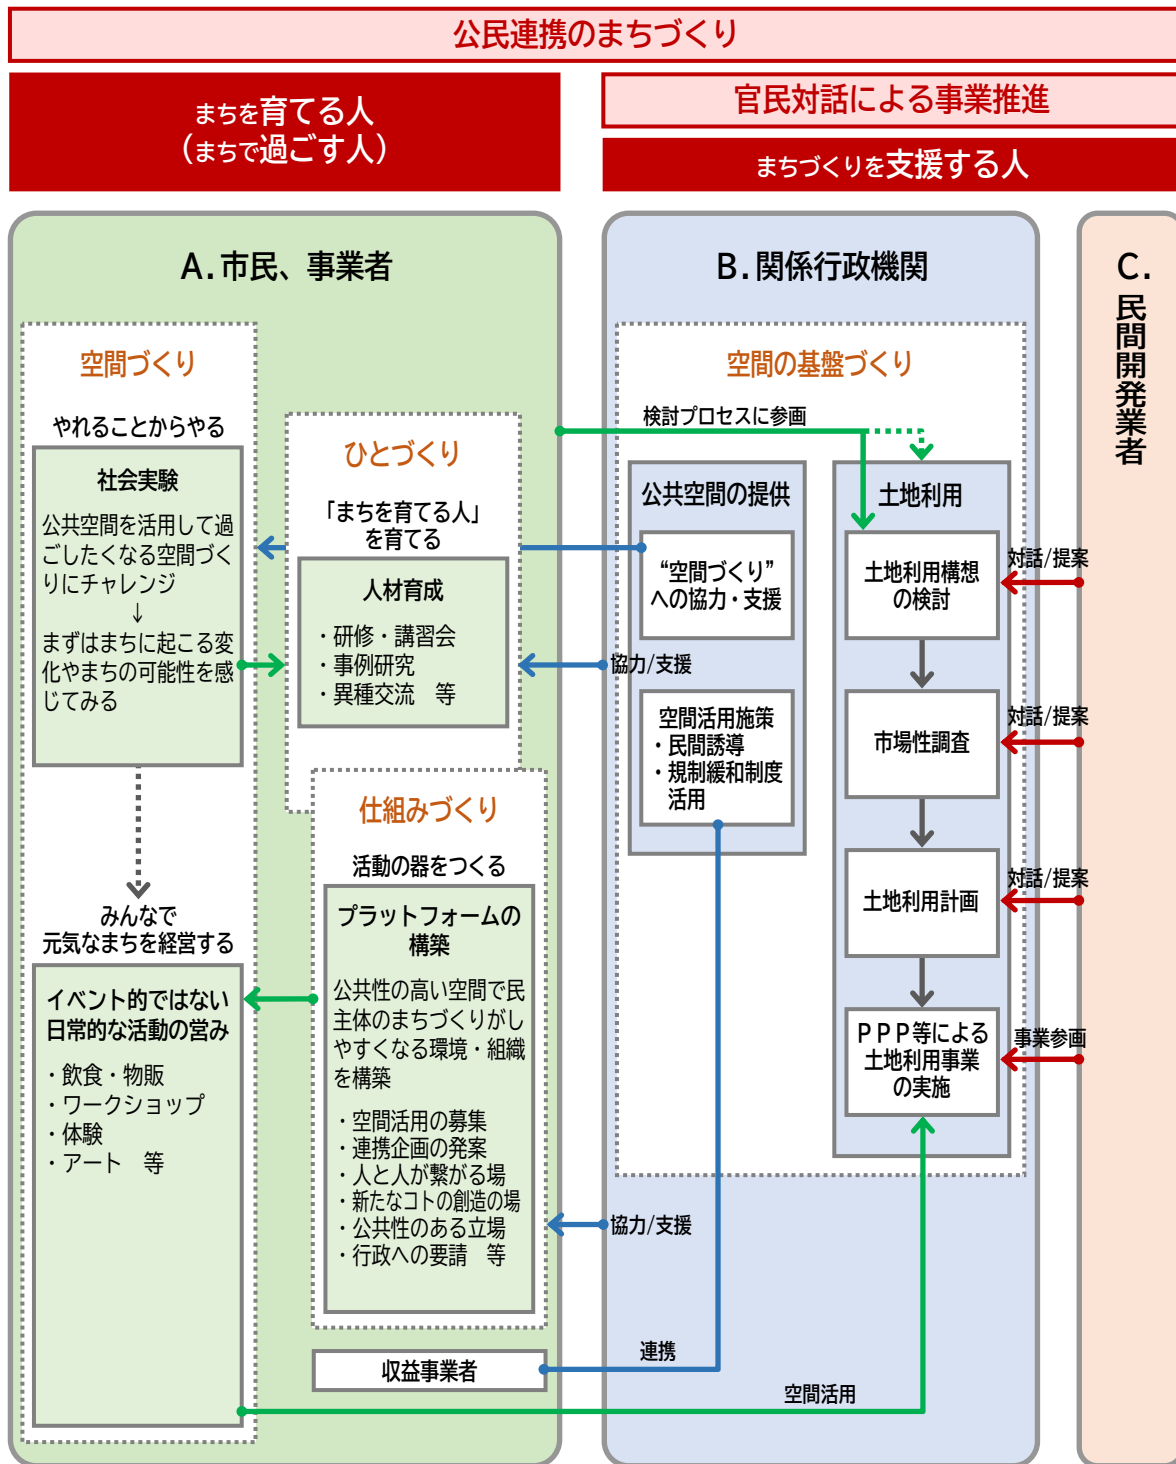 公民連携のまちづくり
まちを育てる人
(まちで過ごす人)
官民対話による事業推進
まちづくりを支援する人
A.市民、事業者
空間づくり
やれることからやる
社会実験
公共空間を活用して過
ごしたくなる空間づく
りにチャレンジ
↓
まずはまちに起こる変
化やまちの可能性を感
じてみる
みんなで
元気なまちを経営する
イベント的ではない
日常的な活動の営み
・飲食・物販
・ワークショップ
・体験
・アート 等
ひとづくり
「まちを育てる人」
を育てる
人材育成
・研修・講習会
・事例研究
・異種交流 等
仕組みづくり
活動の器をつくる
プラットフォームの
構築
公共性の高い空間で民
主体のまちづくりがし
やすくなる環境・組織
を構築
・空間活用の募集
・連携企画の発案
・人と人が繋がる場
・新たなコトの創造の場
・公共性のある立場
・行政への要請 等
収益事業者
B.関係行政機関
空間の基盤づくり
検討プロセスに参画
公共空間の提供
“空間づくり”
への協力・支援
協力/支援
空間活用施策
・民間誘導
・規制緩和制度
活用
協力/支援
連携
空間活用
土地利用
土地利用構想
の検討
市場性調査
土地利用計画
PPP等による
土地利用事業
の実施
対話/提案
対話/提案
対話/提案
事業参画
C.
民間開発業者